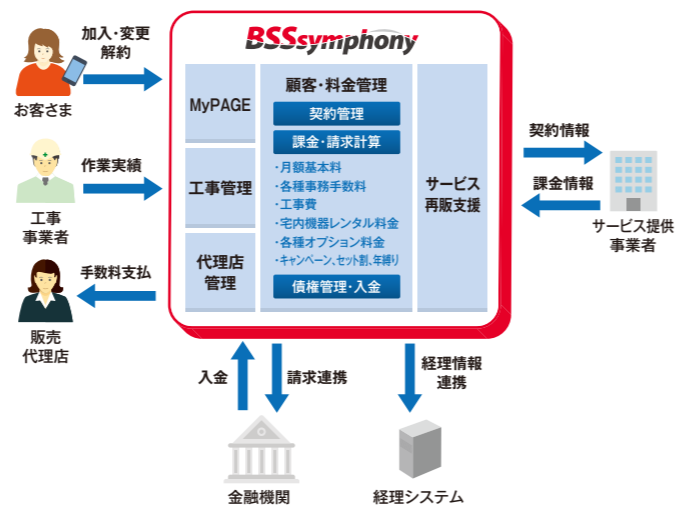 加入・変更
解約
お客さま
作業実績
工事
事業者
手数料支払
販売
代理店
BSSsymphony
MyPAGE
工事管理
代理店
管理
顧客・料金管理
契約管理
課金・請求計算
・月額基本料
・各種事務手数料
・工事費
・宅内機器レンタル料金
・各種オプション料金
・キャンペーン、セット割、年縛り
債権管理・入金
サービス
再販支援
契約情報
課金情報
サービス提供
事業者
入金
請求連携
金融機関
経理情報
連携
経理システム